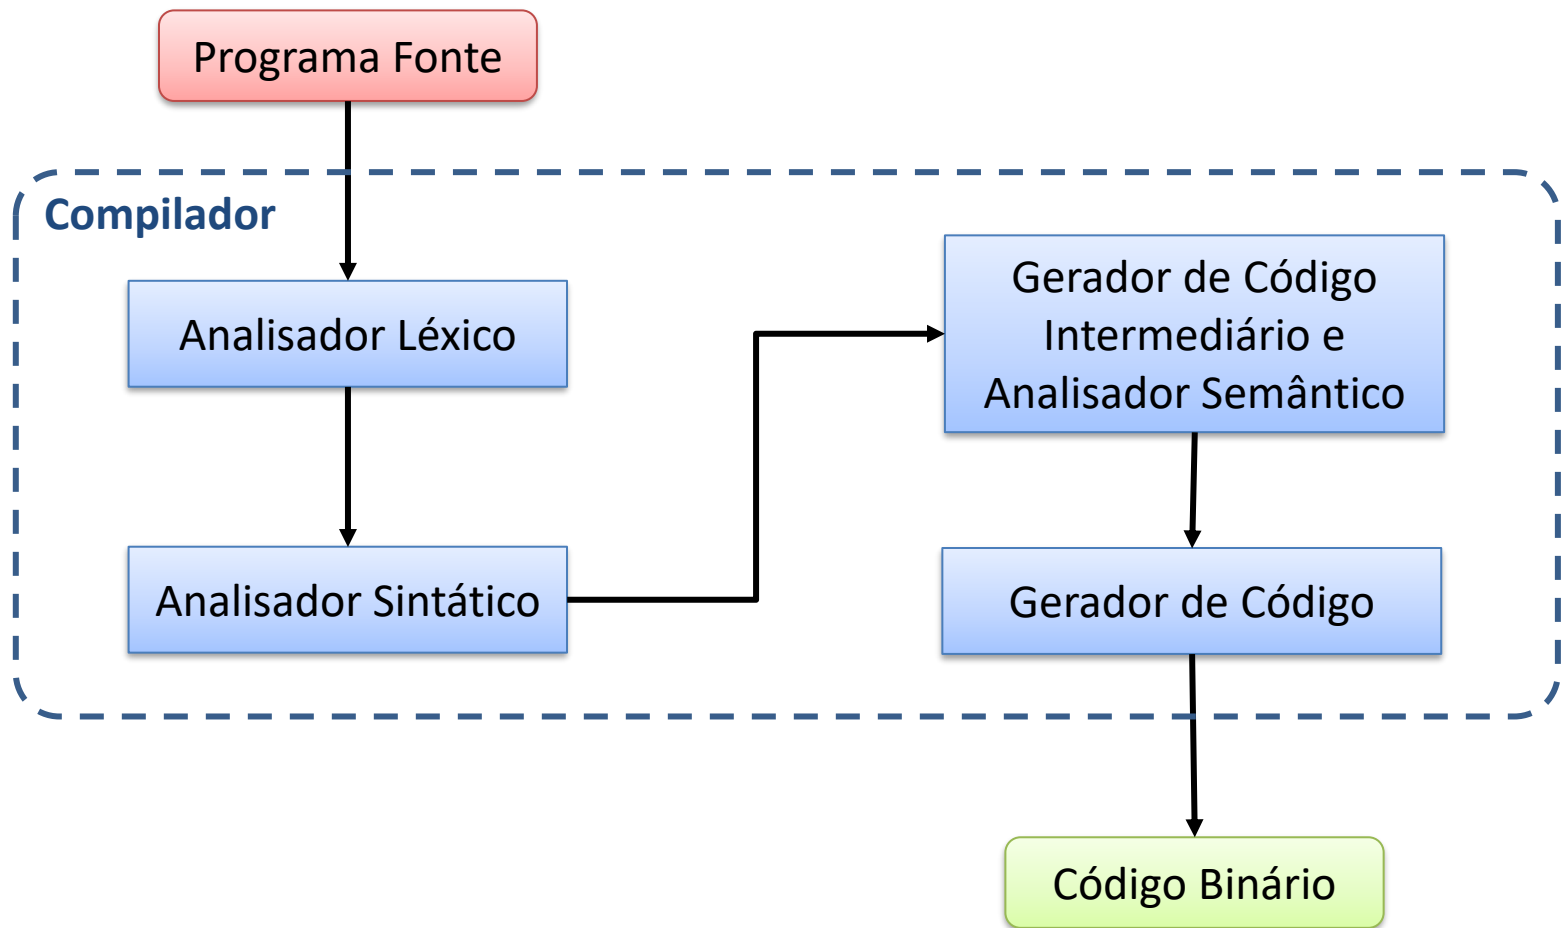 Programa Fonte
Compilador
Analisador Léxico
Analisador Sintático
Gerador de Código
Intermediário e
Analisador Semântico
Gerador de Código
Código Binário